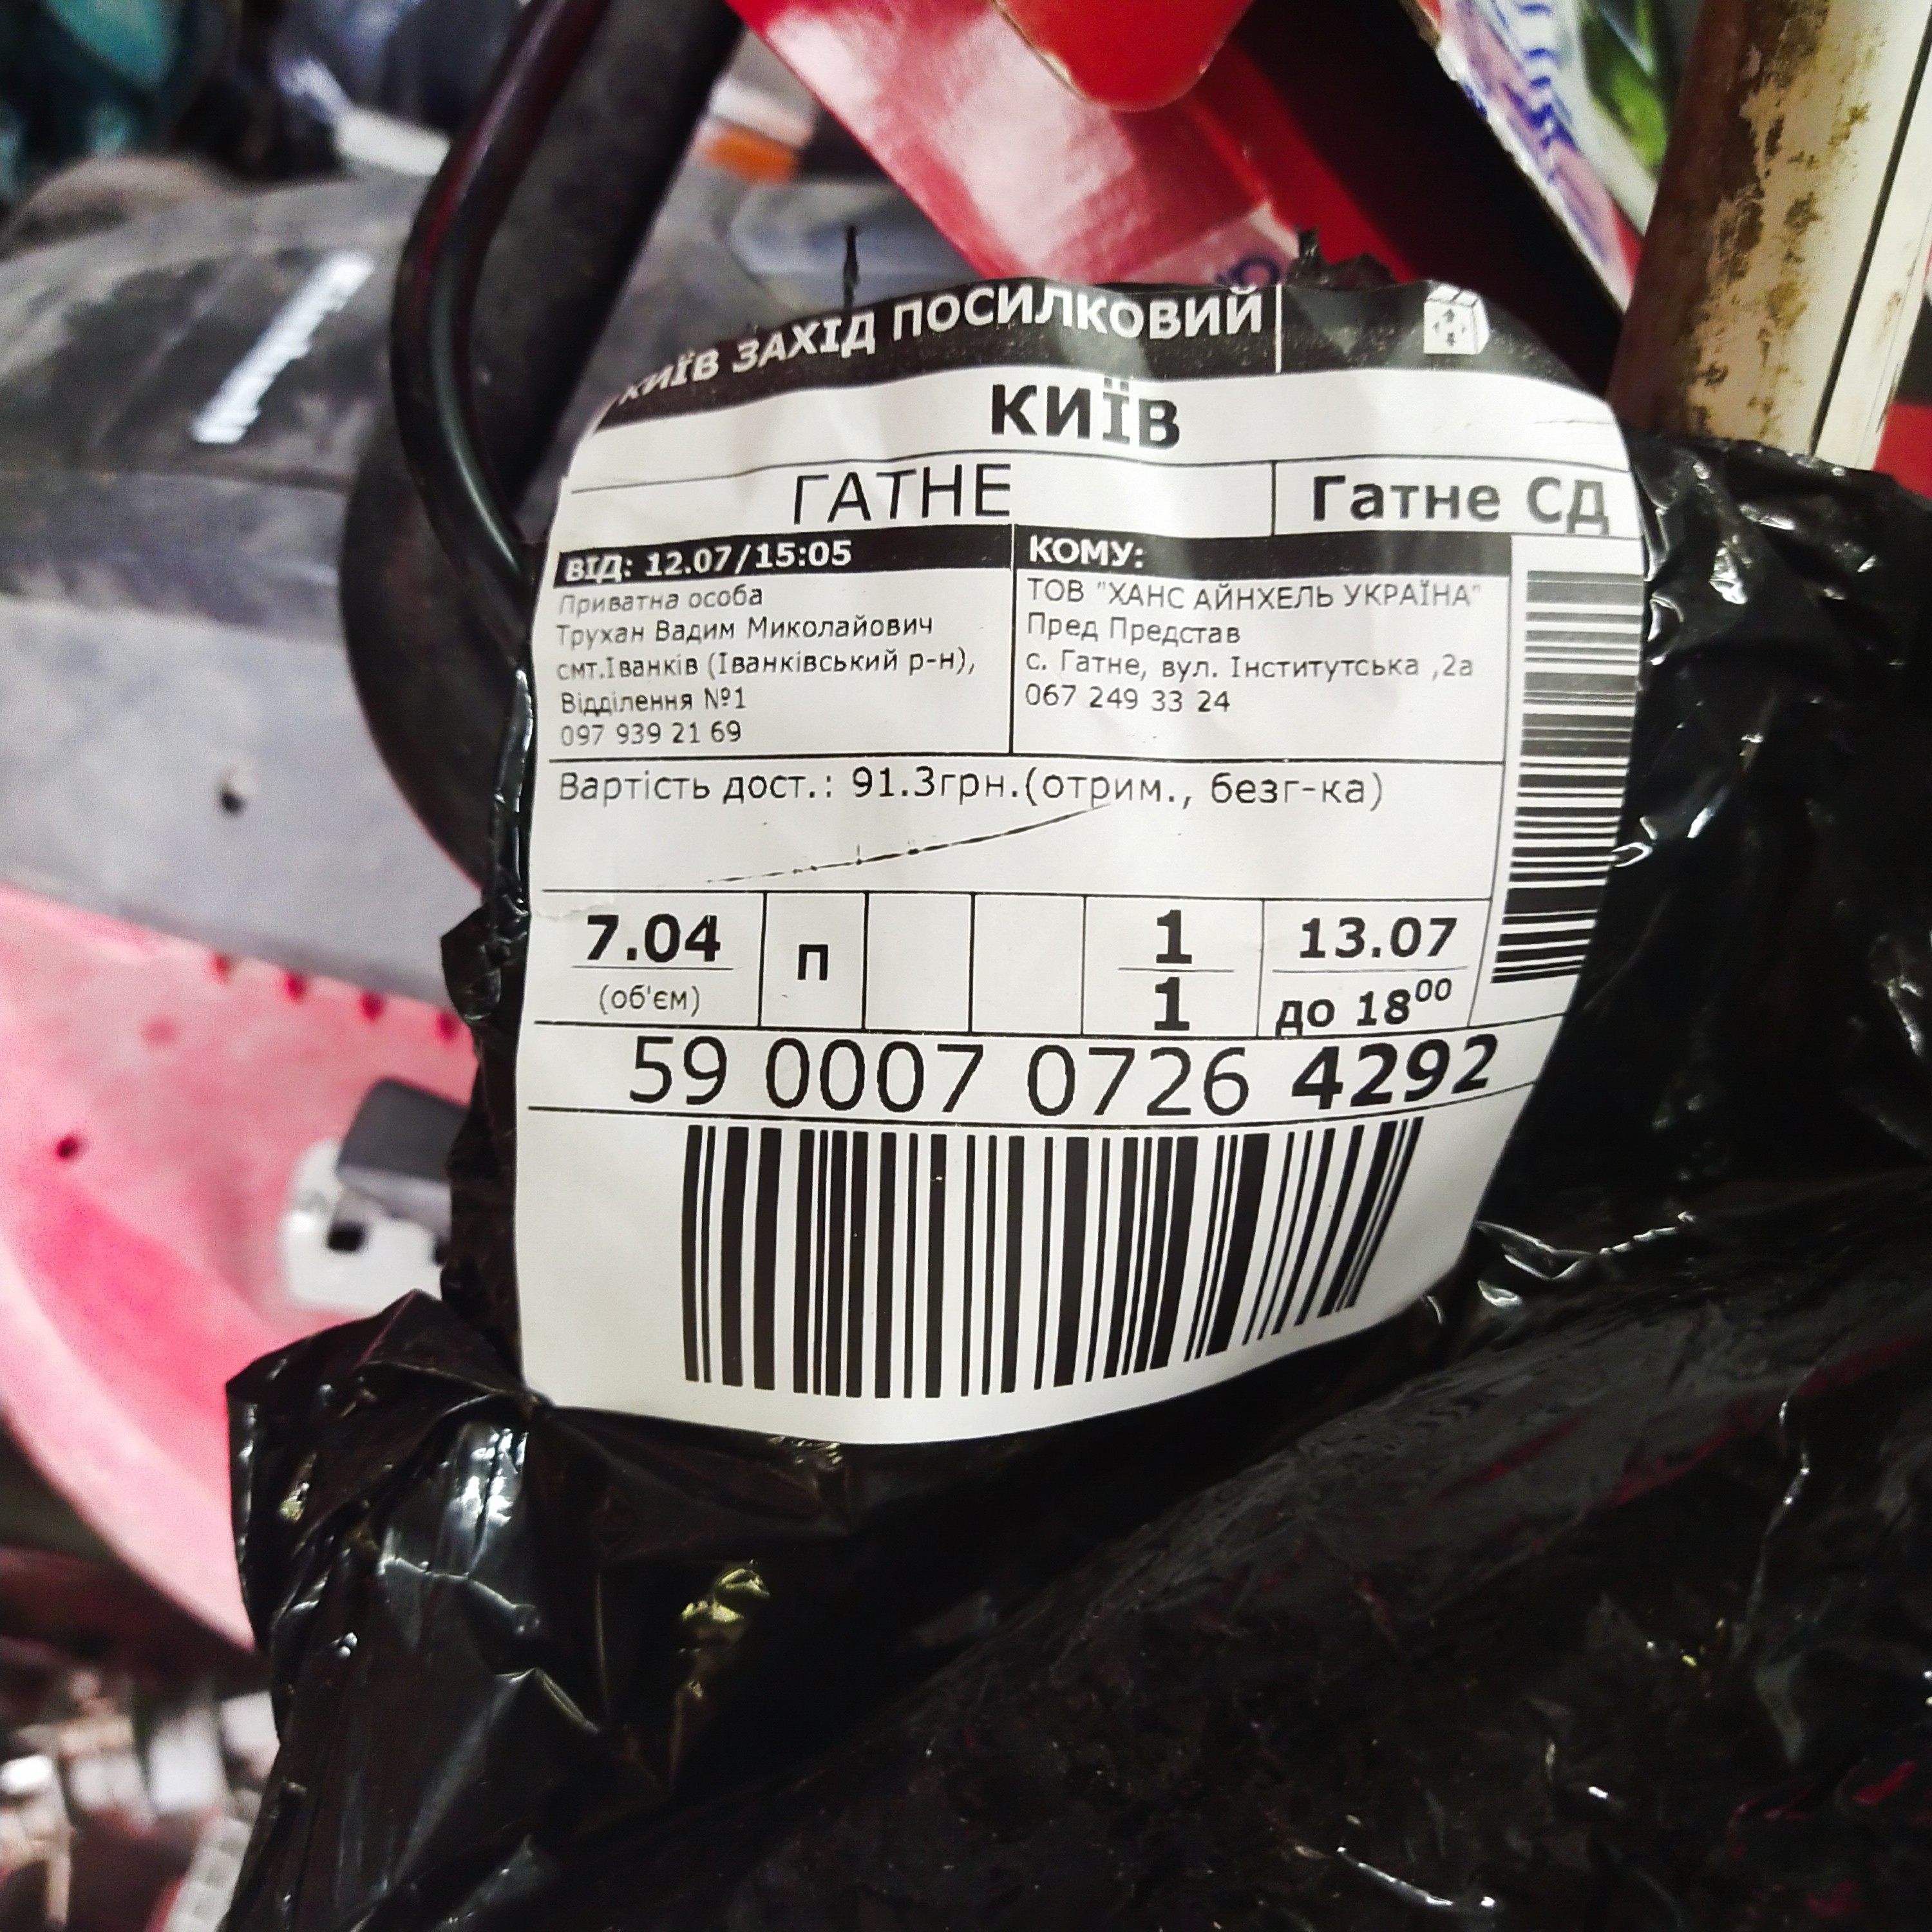 КИЇВ ЗАХІД ПОСИЛКОВИЙ
КИЇВ
ГАТНЕ
Гатне СД
ВІД: 12.07/15:05
Приватна особа
Трухан Вадим Миколайович
смт.Іванків (Іванківський р-н),
Відділення №1
097 939 21 69
КОМУ:
ТОВ "ХАНС АЙНХЕЛЬ УКРАЇНА"
Пред Представ
с. Гатне, вул. Інститутська ,2а
067 249 33 24
Вартість дост.: 91.3грн.(отрим., безг-ка)
7.04
(об'єм)
П
1
1
13.07
до 18⁰⁰
59 0007 0726 4292